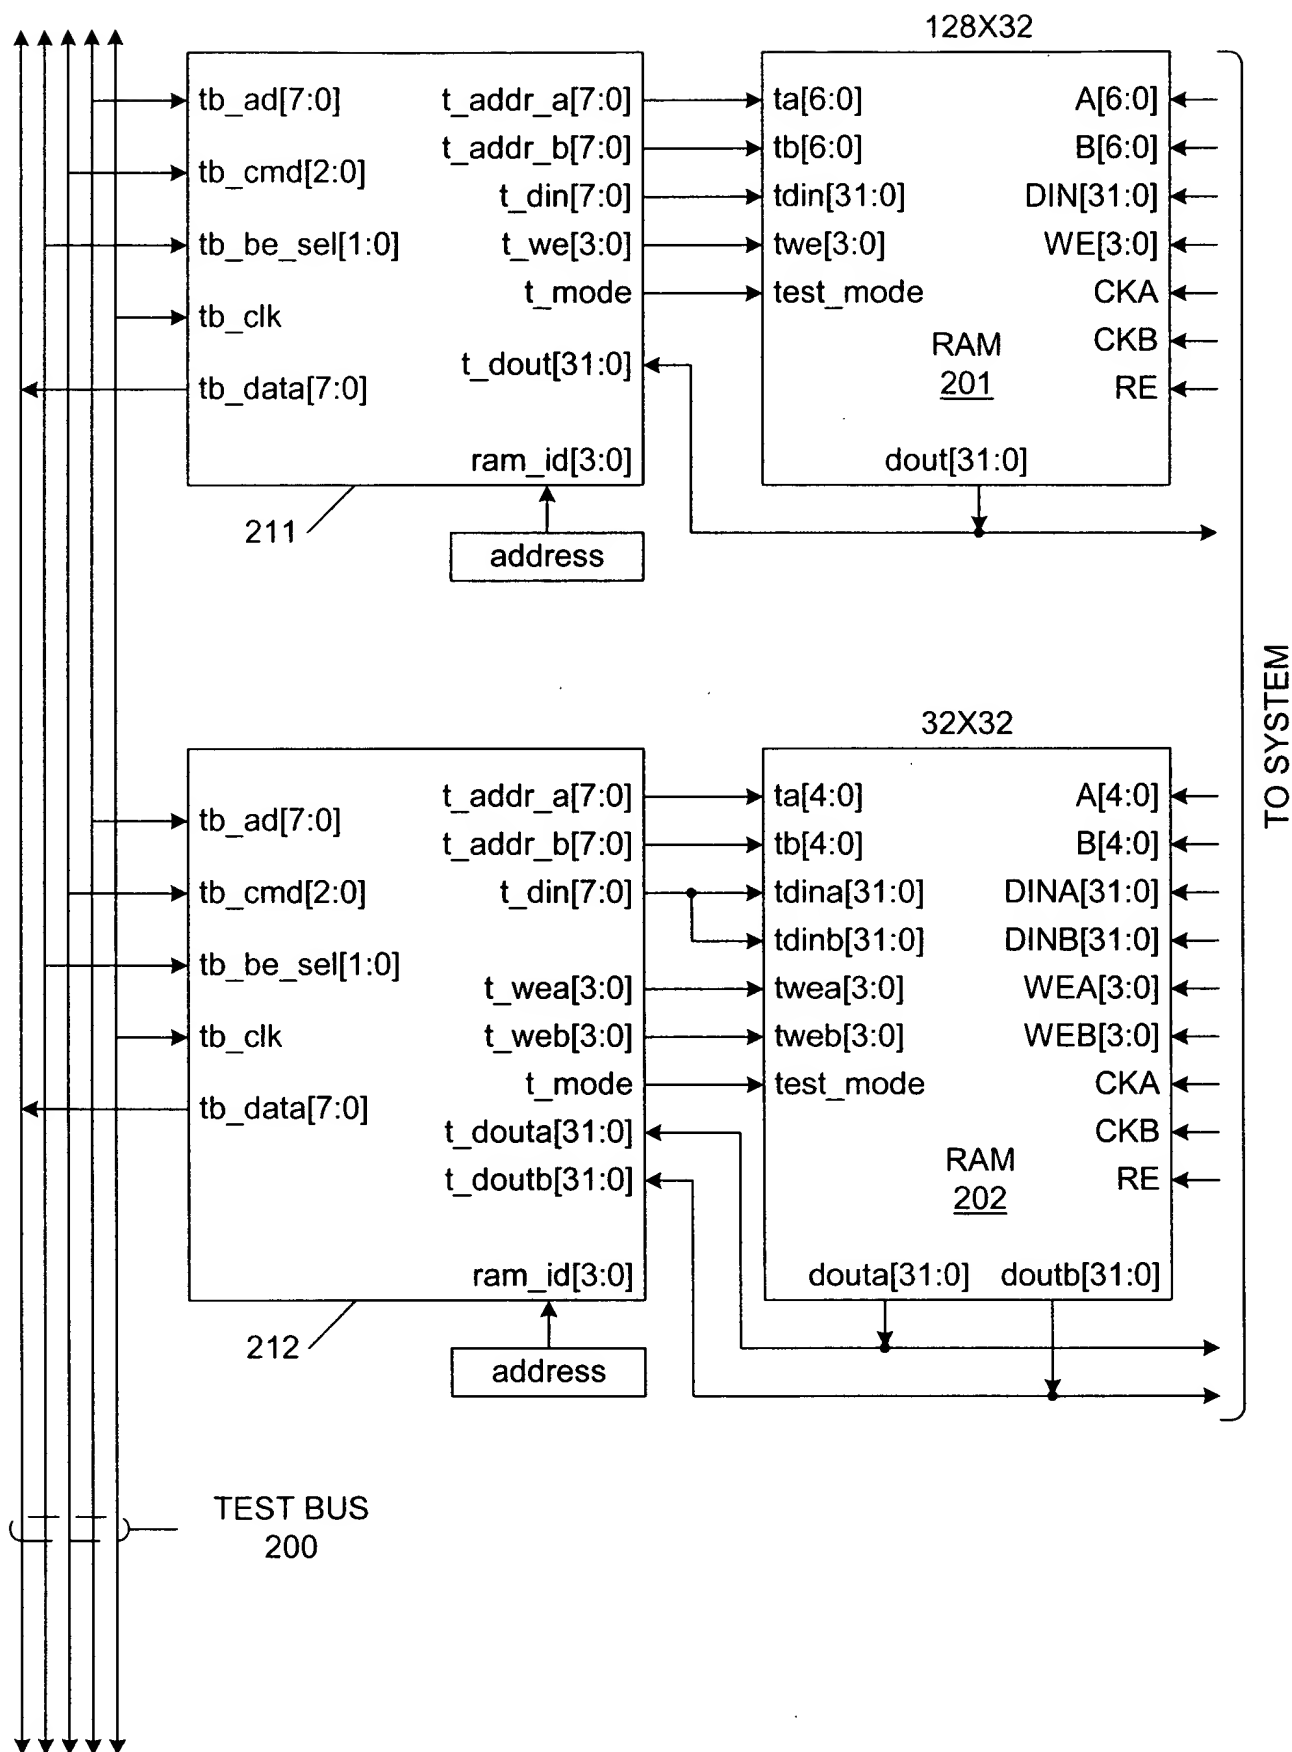 128X32
tb_ad[7:0]
tb_cmd[2:0]
tb_be_sel[1:0]
tb_clk
tb_data[7:0]
t_addr_a[7:0]
t_addr_b[7:0]
t_din[7:0]
t_we[3:0]
t_mode
t_dout[31:0]
ram_id[3:0]
211
address
ta[6:0]
tb[6:0]
tdin[31:0]
twe[3:0]
test_mode
A[6:0]
B[6:0]
DIN[31:0]
WE[3:0]
CKA
CKB
RE
RAM
201
dout[31:0]
TO SYSTEM
32X32
tb_ad[7:0]
tb_cmd[2:0]
tb_be_sel[1:0]
tb_clk
tb_data[7:0]
t_addr_a[7:0]
t_addr_b[7:0]
t_din[7:0]
t_wea[3:0]
t_web[3:0]
t_mode
t_douta[31:0]
t_doutb[31:0]
ram_id[3:0]
212
address
ta[4:0]
tb[4:0]
tdina[31:0]
tdinb[31:0]
twea[3:0]
tweb[3:0]
test_mode
A[4:0]
B[4:0]
DINA[31:0]
DINB[31:0]
WEA[3:0]
WEB[3:0]
CKA
CKB
RE
RAM
202
douta[31:0] doutb[31:0]
TEST BUS
200